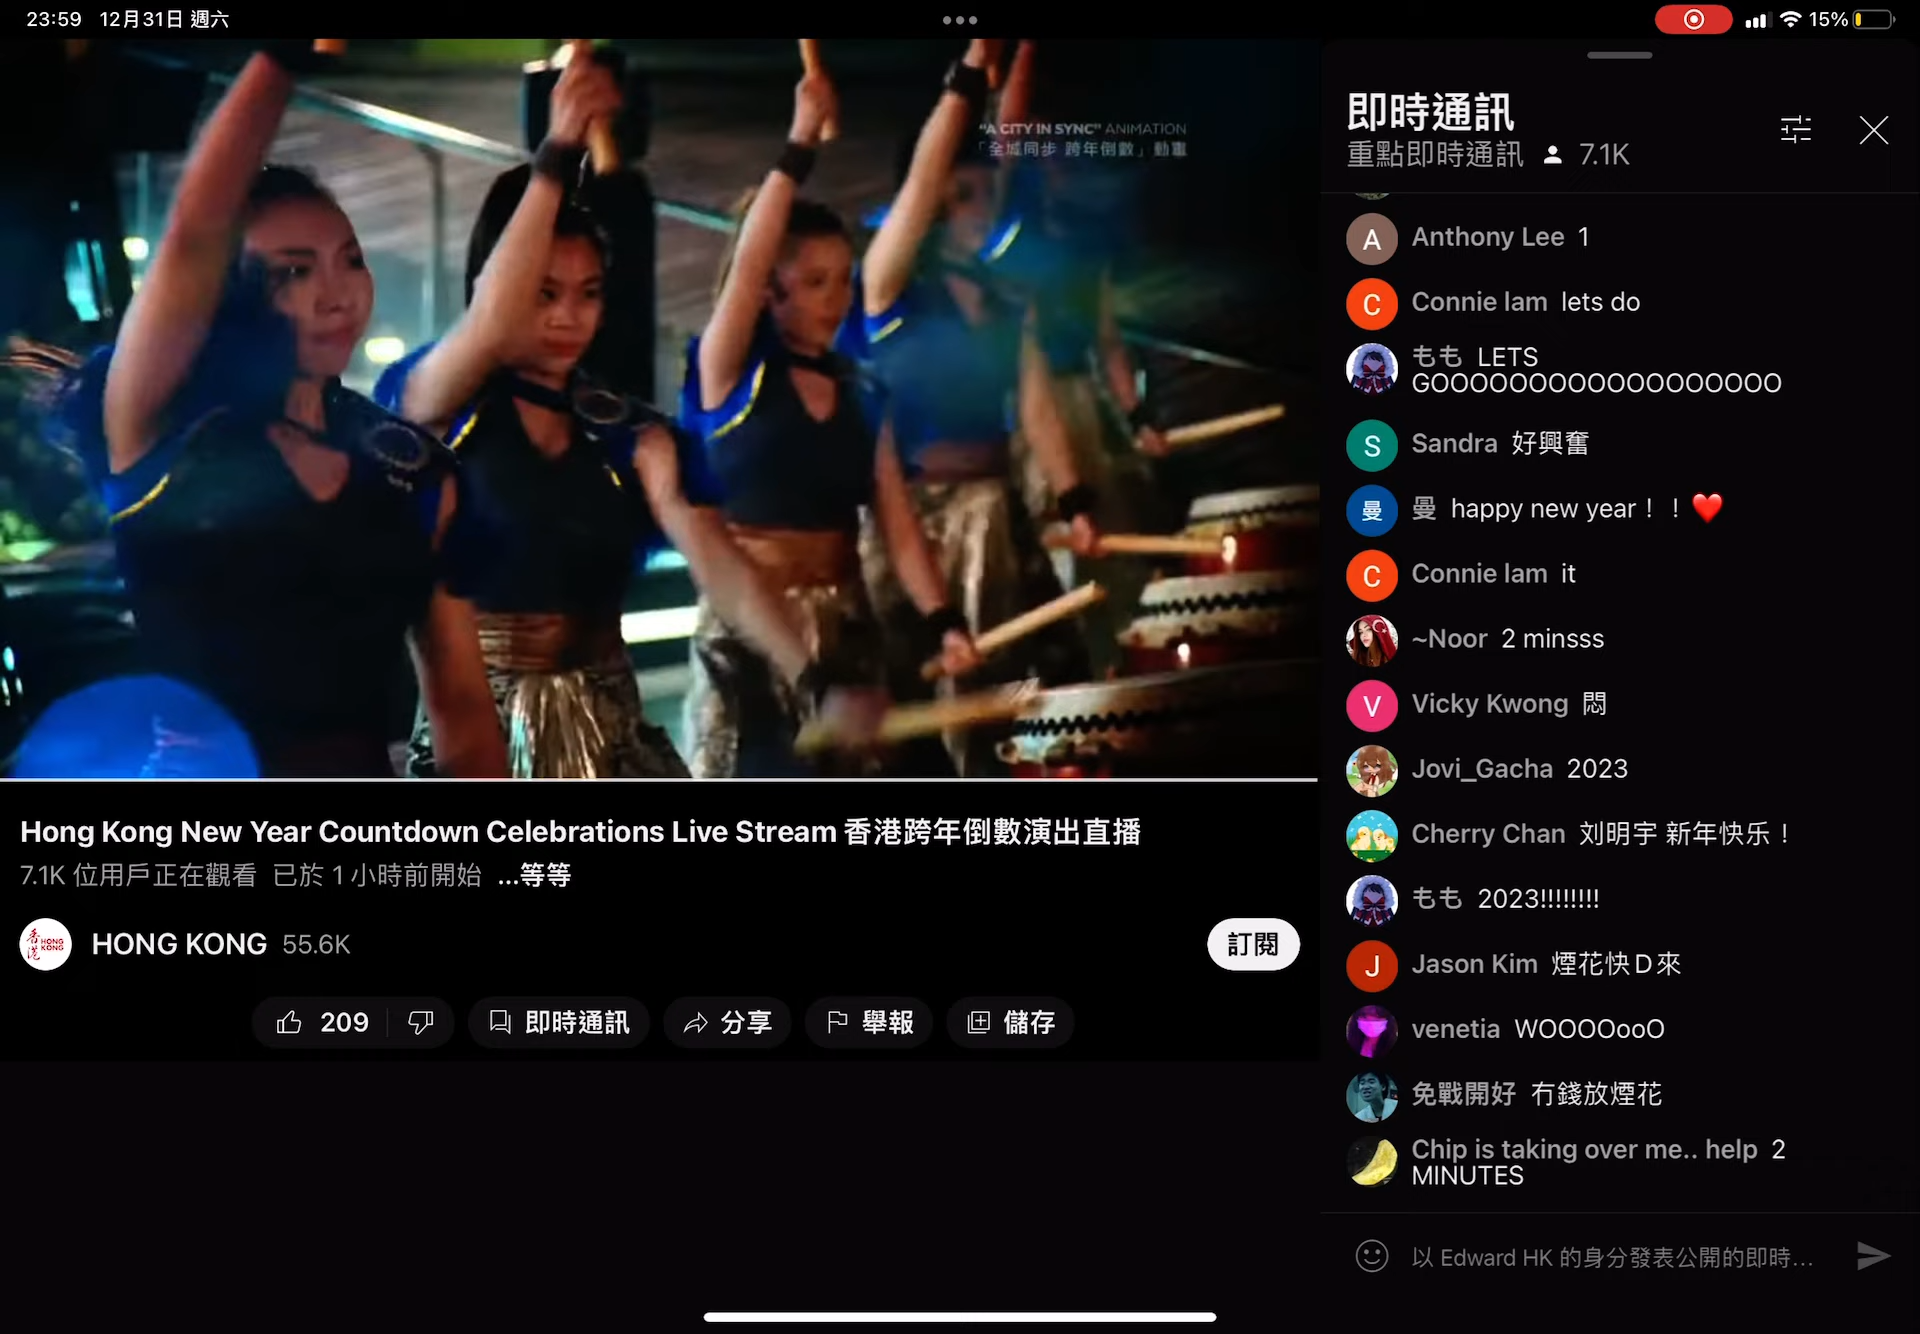 23:59 12月31日 週六
15%
"A CITY IN SYNC" ANIMATION
「全城同步 跨年倒數」動畫
Hong Kong New Year Countdown Celebrations Live Stream 香港跨年倒數演出直播
7.1K 位用戶正在觀看 已於 1 小時前開始 ...等等
香港 HONG KONG
HONG KONG 55.6K
訂閱
209
即時通訊
分享
舉報
儲存
即時通訊
重點即時通訊 7.1K
A Anthony Lee 1
C Connie lam lets do
もも LETS
GOOOOOOOOOOOOOOOOOO
S Sandra 好興奮
曼 曼 happy new year！！❤️
C Connie lam it
~Noor 2 minsss
V Vicky Kwong 悶
Jovi_Gacha 2023
Cherry Chan 刘明宇 新年快乐！
もも 2023!!!!!!!!
J Jason Kim 煙花快D來
venetia WOOOOooO
免戰開好 冇錢放煙花
Chip is taking over me.. help 2
MINUTES
以 Edward HK 的身分發表公開的即時…